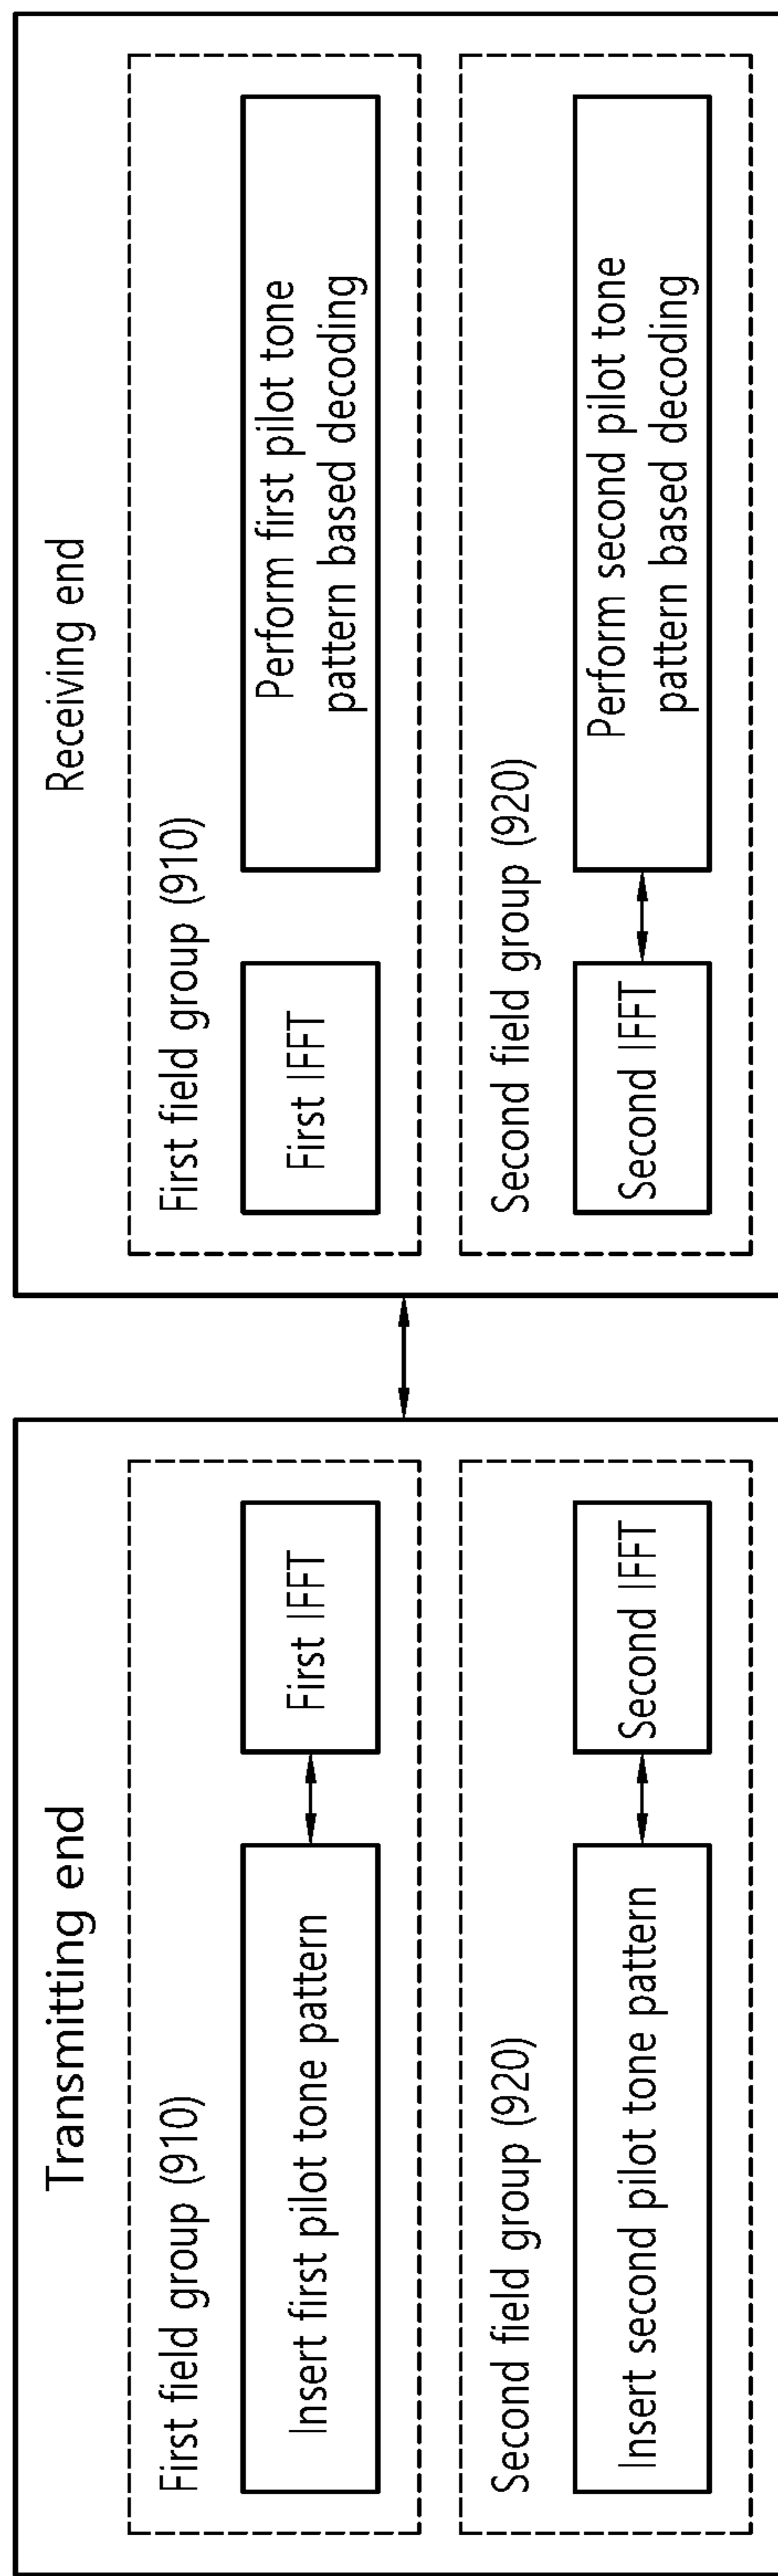 Transmitting end
First field group (910)
Insert first pilot tone pattern
First IFFT
Second field group (920)
Insert second pilot tone pattern
Second IFFT
Receiving end
First field group (910)
First IFFT
Perform first pilot tone
pattern based decoding
Second field group (920)
Second IFFT
Perform second pilot tone
pattern based decoding